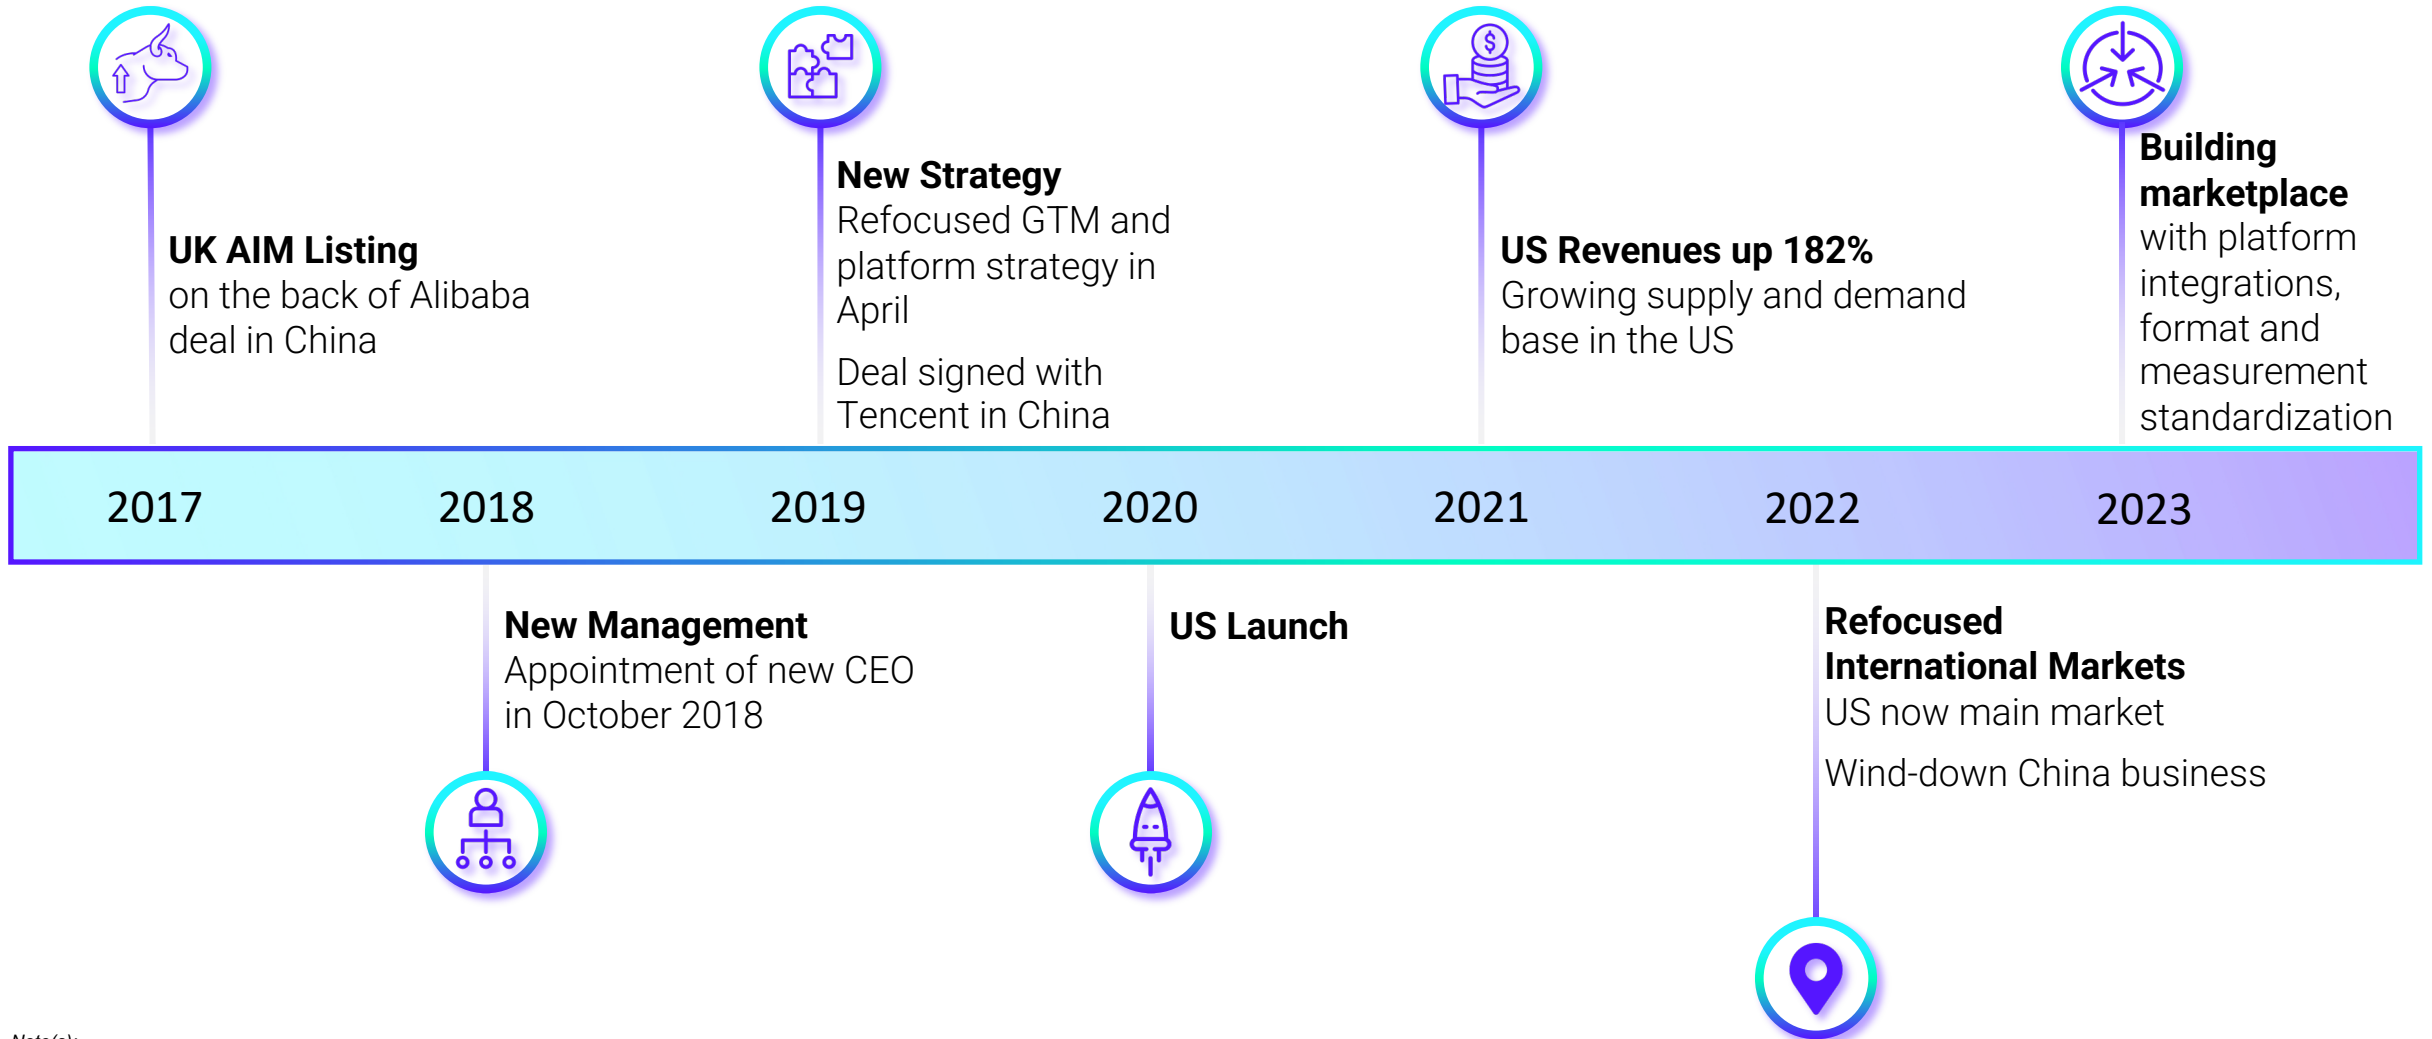 UK AIM Listing
on the back of Alibaba
deal in China
New Strategy
Refocused GTM and
platform strategy in
April
Deal signed with
Tencent in China
US Revenues up 182%
Growing supply and demand
base in the US
Building
marketplace
with platform
integrations,
format and
measurement
standardization
2017 2018 2019 2020 2021 2022 2023
New Management
Appointment of new CEO
in October 2018
US Launch
Refocused
International Markets
US now main market
Wind-down China business